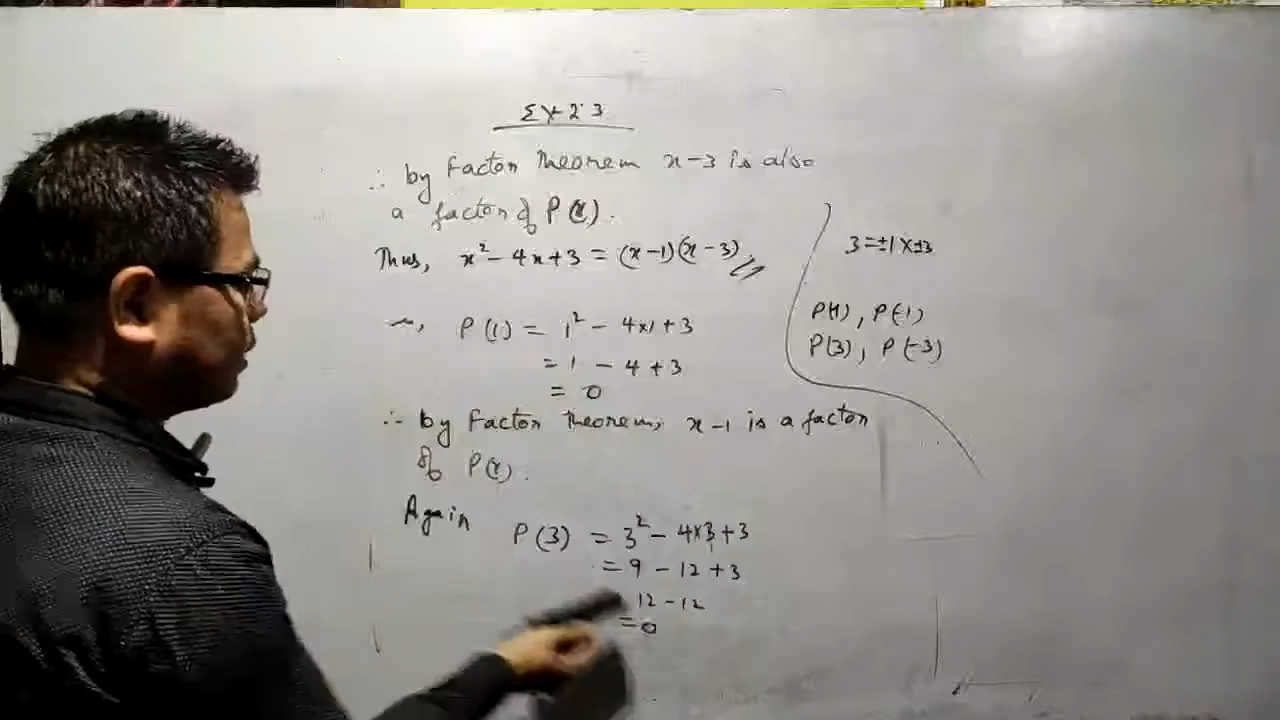 Ex 2.3
∴ by Factor Theorem x-3 is also
a factor of P(x).
Thus, x² - 4x + 3 = (x-1)(x-3)
P(1) = 1² - 4×1 + 3
= 1 - 4 + 3
= 0
∴ by Factor Theorem, x-1 is a factor
of P(x).
Again P(3) = 3² - 4×3 + 3
= 9 - 12 + 3
12 - 12
= 0
3 = ±1 × ±3
P(1), P(-1)
P(3), P(-3)